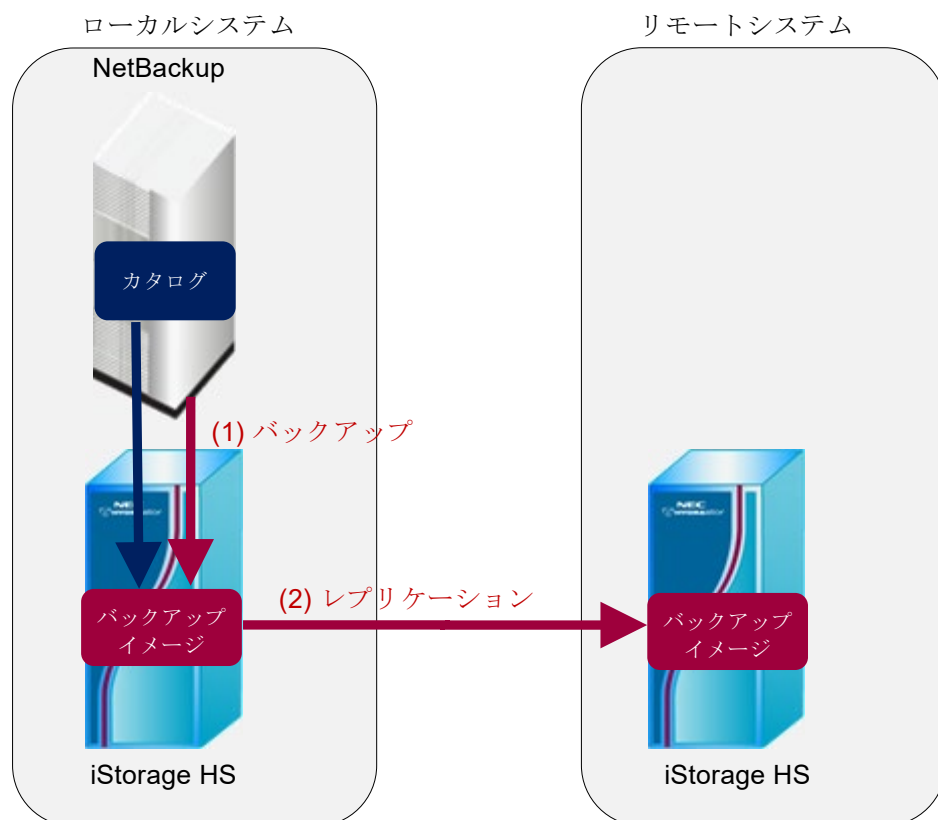 ローカルシステム
リモートシステム
NetBackup
カタログ
(1) バックアップ
NEC
NEC
(2) レプリケーション
バックアップ
イメージ
バックアップ
イメージ
iStorage HS
iStorage HS